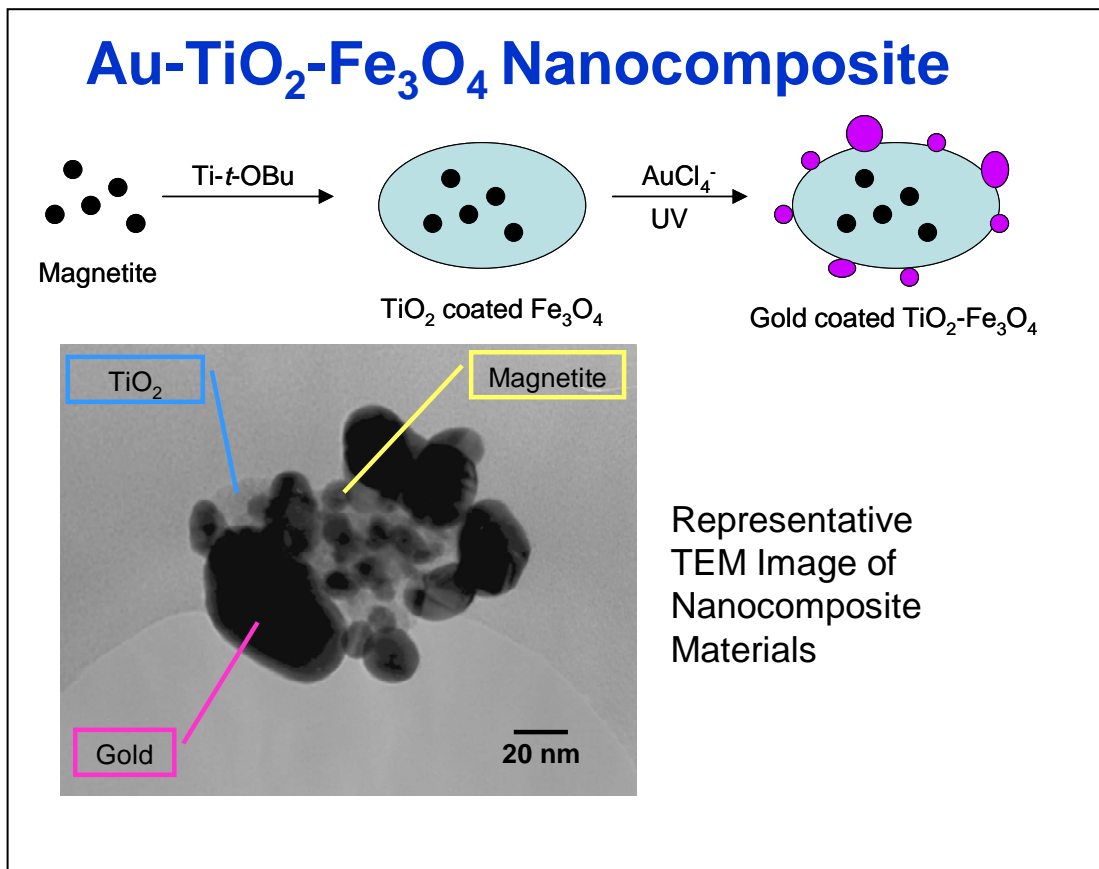 Au-TiO₂-Fe₃O₄ Nanocomposite
Ti-t-OBu
AuCl₄⁻
UV
Magnetite
TiO₂ coated Fe₃O₄
Gold coated TiO₂-Fe₃O₄
TiO₂
Magnetite
Gold
20 nm
Representative
TEM Image of
Nanocomposite
Materials